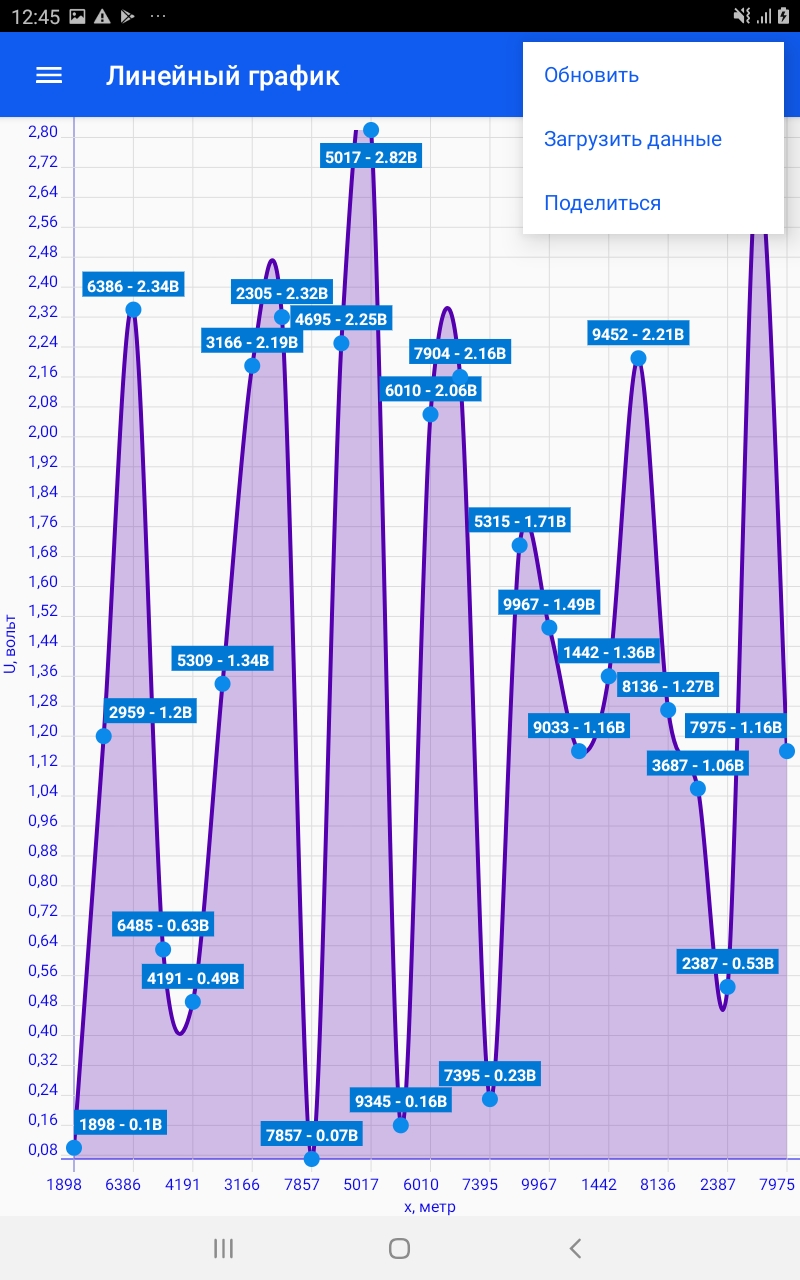 12:45
Линейный график
Обновить
Загрузить данные
Поделиться
2,80
2,72
2,64
2,56
2,48
2,40
2,32
2,24
2,16
2,08
2,00
1,92
1,84
1,76
1,68
1,60
1,52
1,44
1,36
1,28
1,20
1,12
1,04
0,96
0,88
0,80
0,72
0,64
0,56
0,48
0,40
0,32
0,24
0,16
0,08
U, вольт
5017 - 2.82В
6386 - 2.34В
2305 - 2.32В
4695 - 2.25В
3166 - 2.19В
9452 - 2.21В
7904 - 2.16В
6010 - 2.06В
5315 - 1.71В
9967 - 1.49В
5309 - 1.34В
1442 - 1.36В
8136 - 1.27В
2959 - 1.2В
9033 - 1.16В
7975 - 1.16В
3687 - 1.06В
6485 - 0.63В
4191 - 0.49В
2387 - 0.53В
7395 - 0.23В
9345 - 0.16В
1898 - 0.1В
7857 - 0.07В
1898 6386 4191 3166 7857 5017 6010 7395 9967 1442 8136 2387 7975
х, метр